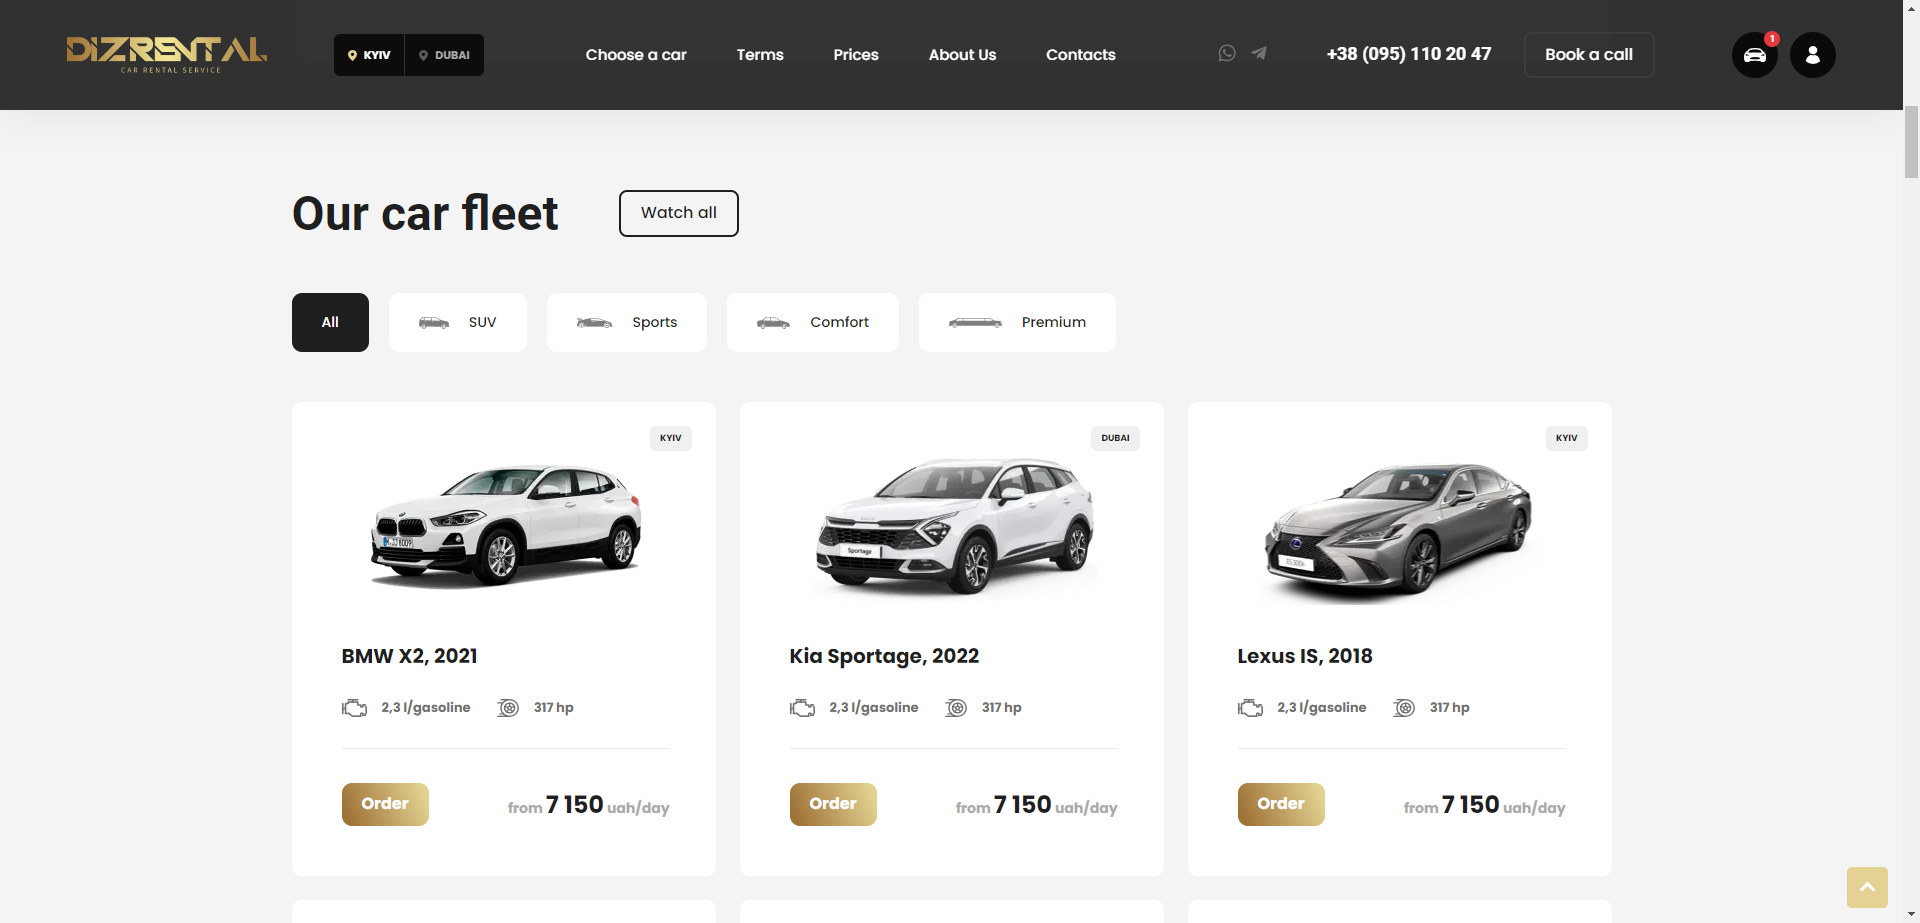 DIZRENTAL
CAR RENTAL SERVICE
KYIV
DUBAI
Choose a car
Terms
Prices
About Us
Contacts
+38 (095) 110 20 47
Book a call
1
Our car fleet
Watch all
All
SUV
Sports
Comfort
Premium
KYIV
DUBAI
KYIV
Sportage
ES 300h
BMW X2, 2021
Kia Sportage, 2022
Lexus IS, 2018
2,3 l/gasoline
317 hp
2,3 l/gasoline
317 hp
2,3 l/gasoline
317 hp
Order
from 7 150 uah/day
Order
from 7 150 uah/day
Order
from 7 150 uah/day